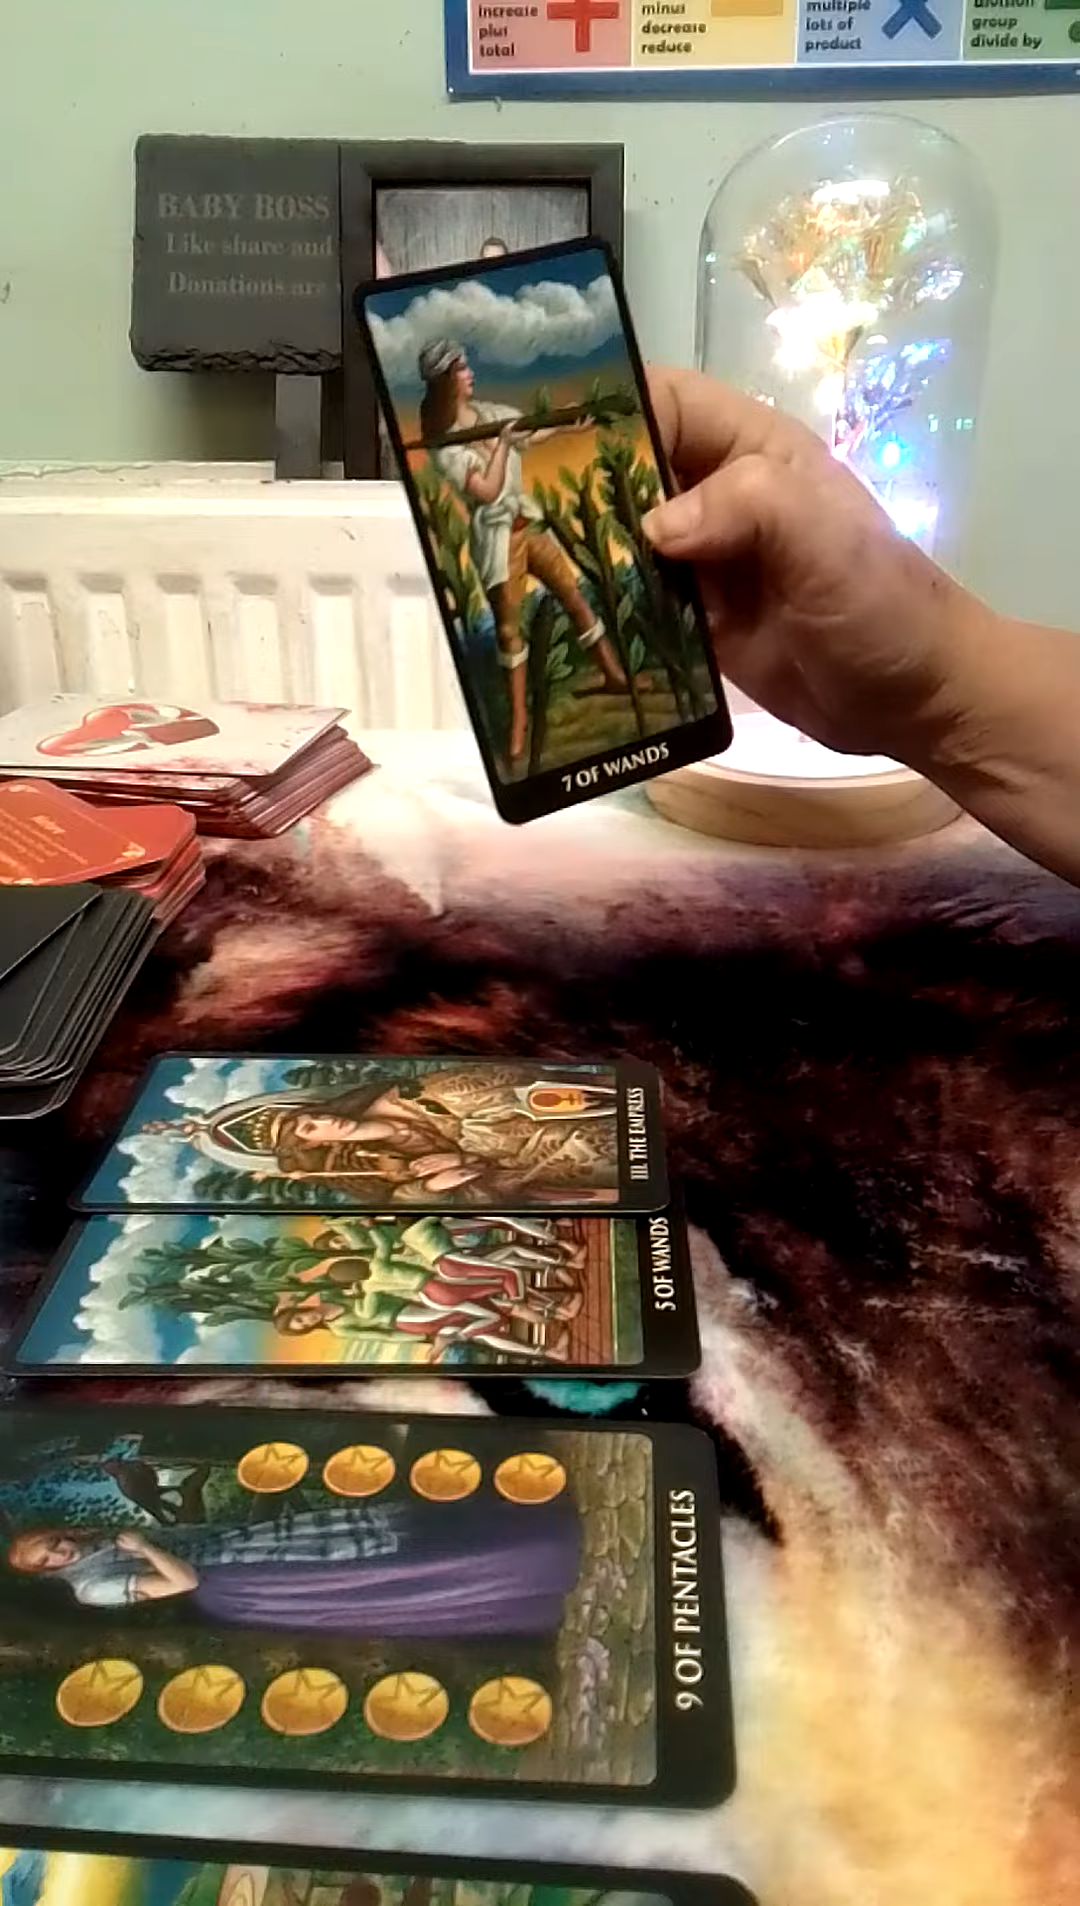 increase
plus
total
minus
decrease
reduce
multiple
lots of
product
division
group
divide by
BABY BOSS
Like share and
Donations are
7 OF WANDS
III. THE EMPRESS
5 OF WANDS
9 OF PENTACLES